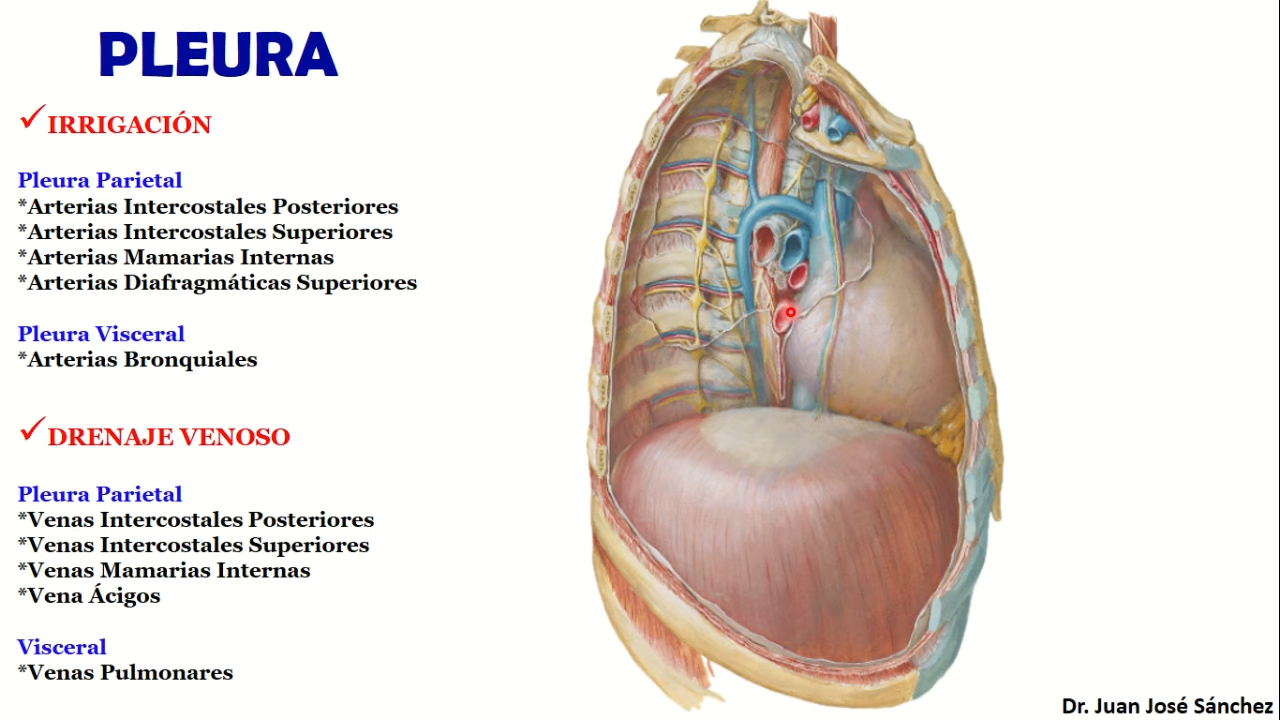 PLEURA
✓IRRIGACIÓN
Pleura Parietal
*Arterias Intercostales Posteriores
*Arterias Intercostales Superiores
*Arterias Mamarias Internas
*Arterias Diafragmáticas Superiores
Pleura Visceral
*Arterias Bronquiales
✓DRENAJE VENOSO
Pleura Parietal
*Venas Intercostales Posteriores
*Venas Intercostales Superiores
*Venas Mamarias Internas
*Vena Ácigos
Visceral
*Venas Pulmonares
Dr. Juan José Sánchez